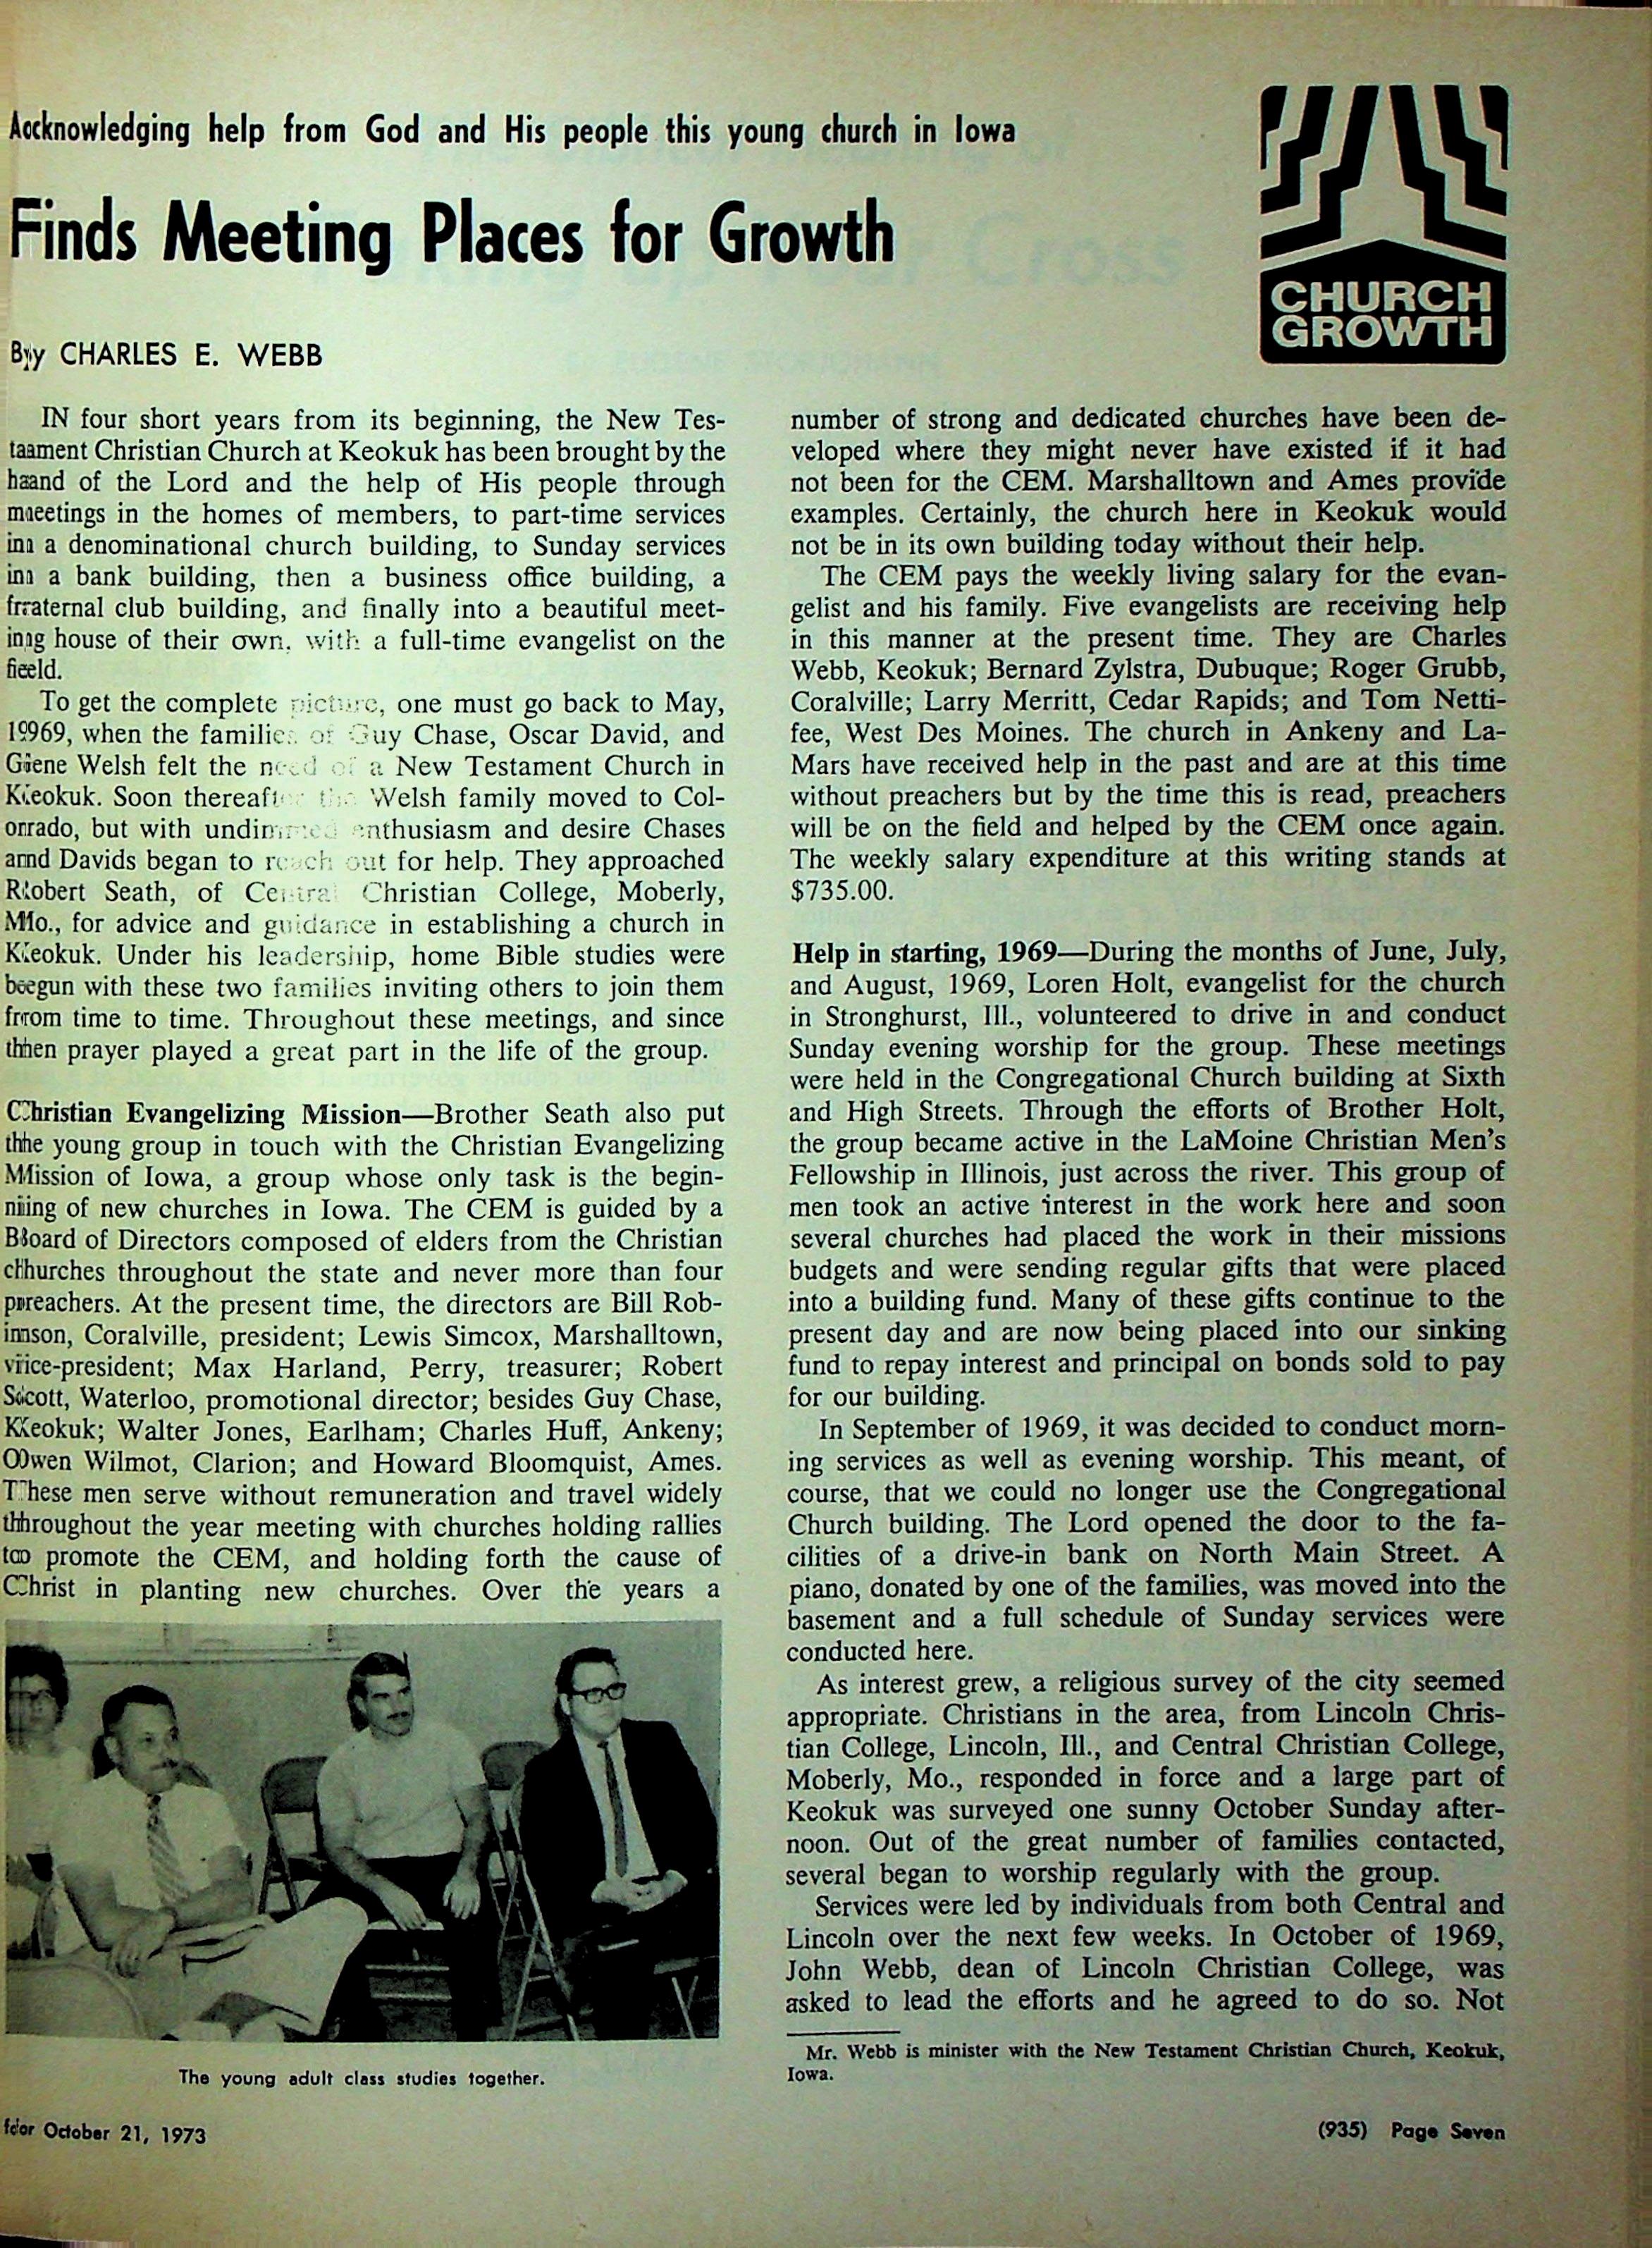 Acknowledging help from God and His people this young church in Iowa
Finds Meeting Places for Growth
CHURCH
GROWTH
By CHARLES E. WEBB
IN four short years from its beginning, the New Tes-
tament Christian Church at Keokuk has been brought by the
hand of the Lord and the help of His people through
meetings in the homes of members, to part-time services
in a denominational church building, to Sunday services
in a bank building, then a business office building, a
fraternal club building, and finally into a beautiful meet-
ing house of their own, with a full-time evangelist on the
field.
To get the complete picture, one must go back to May,
1969, when the families of Guy Chase, Oscar David, and
Gene Welsh felt the need of a New Testament Church in
Keokuk. Soon thereafter the Welsh family moved to Col-
orado, but with undimmed enthusiasm and desire Chases
and Davids began to reach out for help. They approached
Robert Seath, of Central Christian College, Moberly,
Mo., for advice and guidance in establishing a church in
Keokuk. Under his leadership, home Bible studies were
begun with these two families inviting others to join them
from time to time. Throughout these meetings, and since
then prayer played a great part in the life of the group.
Christian Evangelizing Mission—Brother Seath also put
the young group in touch with the Christian Evangelizing
Mission of Iowa, a group whose only task is the begin-
ning of new churches in Iowa. The CEM is guided by a
Board of Directors composed of elders from the Christian
churches throughout the state and never more than four
preachers. At the present time, the directors are Bill Rob-
inson, Coralville, president; Lewis Simcox, Marshalltown,
vice-president; Max Harland, Perry, treasurer; Robert
Scott, Waterloo, promotional director; besides Guy Chase,
Keokuk; Walter Jones, Earlham; Charles Huff, Ankeny;
Owen Wilmot, Clarion; and Howard Bloomquist, Ames.
These men serve without remuneration and travel widely
throughout the year meeting with churches holding rallies
to promote the CEM, and holding forth the cause of
Christ in planting new churches. Over the years a
The young adult class studies together.
number of strong and dedicated churches have been de-
veloped where they might never have existed if it had
not been for the CEM. Marshalltown and Ames provide
examples. Certainly, the church here in Keokuk would
not be in its own building today without their help.
The CEM pays the weekly living salary for the evan-
gelist and his family. Five evangelists are receiving help
in this manner at the present time. They are Charles
Webb, Keokuk; Bernard Zylstra, Dubuque; Roger Grubb,
Coralville; Larry Merritt, Cedar Rapids; and Tom Netti-
fee, West Des Moines. The church in Ankeny and La-
Mars have received help in the past and are at this time
without preachers but by the time this is read, preachers
will be on the field and helped by the CEM once again.
The weekly salary expenditure at this writing stands at
$735.00.
Help in starting, 1969—During the months of June, July,
and August, 1969, Loren Holt, evangelist for the church
in Stronghurst, Ill., volunteered to drive in and conduct
Sunday evening worship for the group. These meetings
were held in the Congregational Church building at Sixth
and High Streets. Through the efforts of Brother Holt,
the group became active in the LaMoine Christian Men's
Fellowship in Illinois, just across the river. This group of
men took an active interest in the work here and soon
several churches had placed the work in their missions
budgets and were sending regular gifts that were placed
into a building fund. Many of these gifts continue to the
present day and are now being placed into our sinking
fund to repay interest and principal on bonds sold to pay
for our building.
In September of 1969, it was decided to conduct morn-
ing services as well as evening worship. This meant, of
course, that we could no longer use the Congregational
Church building. The Lord opened the door to the fa-
cilities of a drive-in bank on North Main Street. A
piano, donated by one of the families, was moved into the
basement and a full schedule of Sunday services were
conducted here.
As interest grew, a religious survey of the city seemed
appropriate. Christians in the area, from Lincoln Chris-
tian College, Lincoln, Ill., and Central Christian College,
Moberly, Mo., responded in force and a large part of
Keokuk was surveyed one sunny October Sunday after-
noon. Out of the great number of families contacted,
several began to worship regularly with the group.
Services were led by individuals from both Central and
Lincoln over the next few weeks. In October of 1969,
John Webb, dean of Lincoln Christian College, was
asked to lead the efforts and he agreed to do so. Not
Mr. Webb is minister with the New Testament Christian Church, Keokuk,
Iowa.
for October 21, 1973
(935) Page Seven